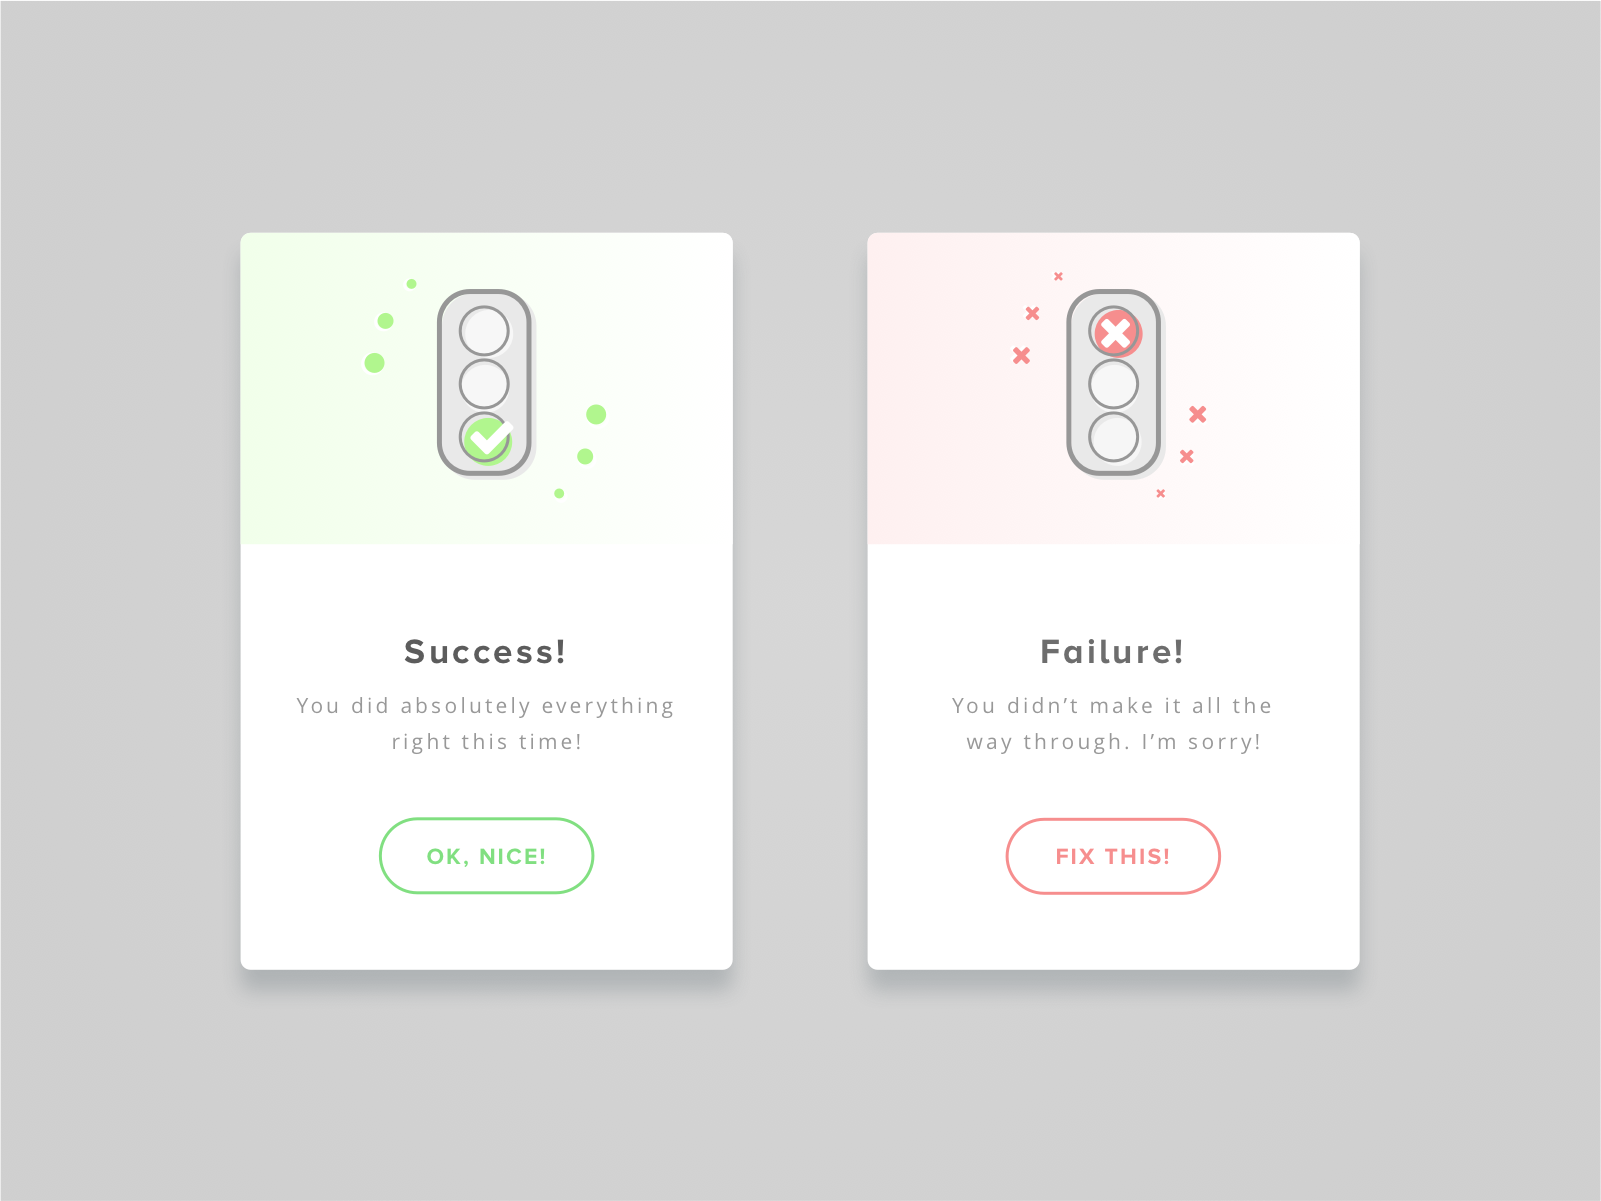 Success!
You did absolutely everything
right this time!
OK, NICE!
Failure!
You didn’t make it all the
way through. I’m sorry!
FIX THIS!